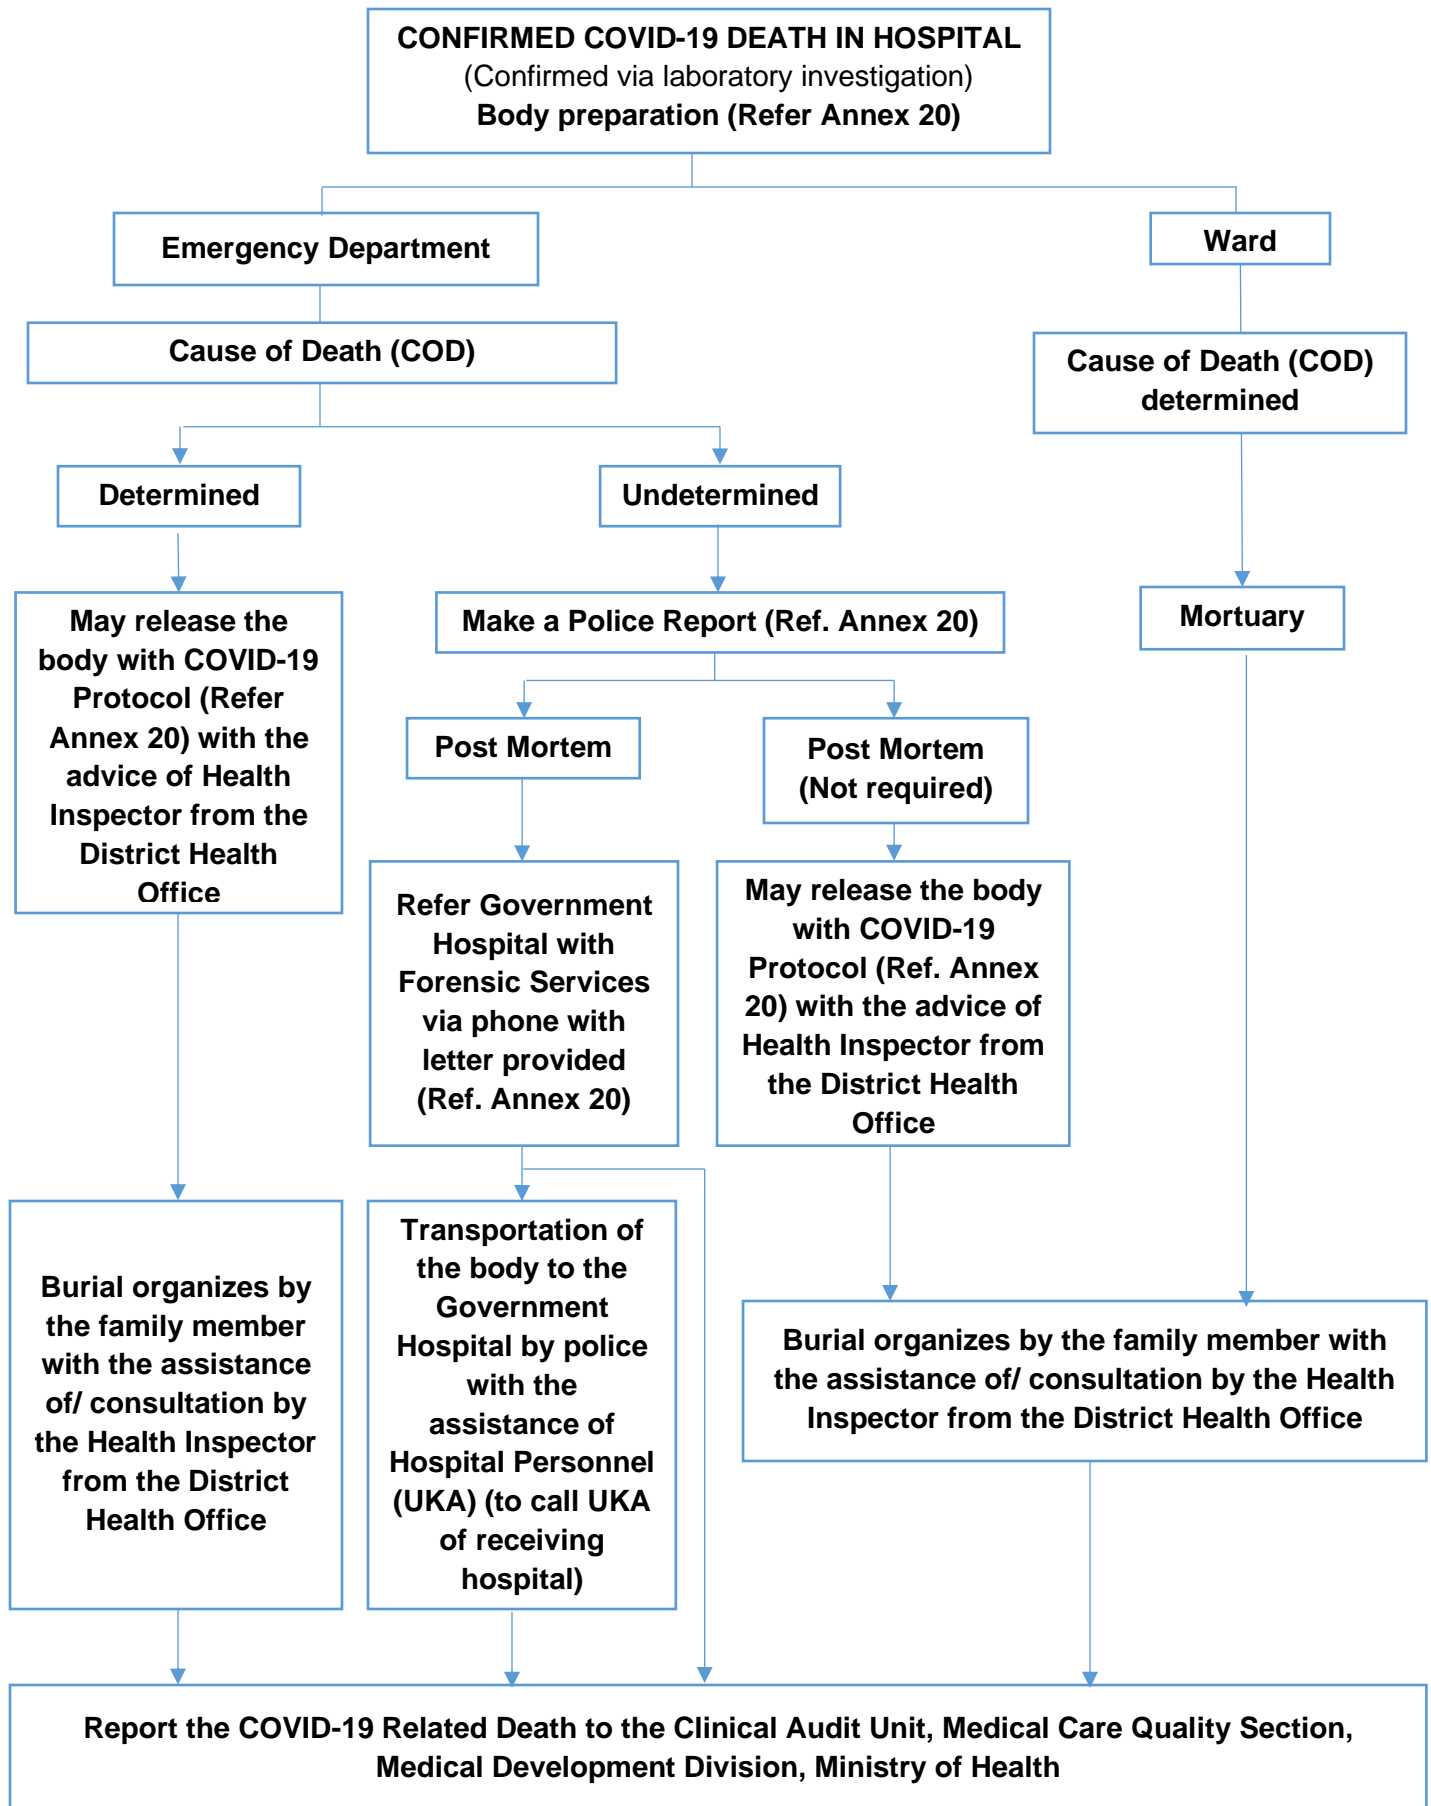 CONFIRMED COVID-19 DEATH IN HOSPITAL
(Confirmed via laboratory investigation)
Body preparation (Refer Annex 20)
Emergency Department
Ward
Cause of Death (COD)
Cause of Death (COD)
determined
Determined
Undetermined
May release the
body with COVID-19
Protocol (Refer
Annex 20) with the
advice of Health
Inspector from the
District Health
Office
Make a Police Report (Ref. Annex 20)
Mortuary
Post Mortem
Post Mortem
(Not required)
Refer Government
Hospital with
Forensic Services
via phone with
letter provided
(Ref. Annex 20)
May release the body
with COVID-19
Protocol (Ref. Annex
20) with the advice of
Health Inspector from
the District Health
Office
Burial organizes by
the family member
with the assistance
of/ consultation by
the Health Inspector
from the District
Health Office
Transportation of
the body to the
Government
Hospital by police
with the
assistance of
Hospital Personnel
(UKA) (to call UKA
of receiving
hospital)
Burial organizes by the family member with
the assistance of/ consultation by the Health
Inspector from the District Health Office
Report the COVID-19 Related Death to the Clinical Audit Unit, Medical Care Quality Section,
Medical Development Division, Ministry of Health